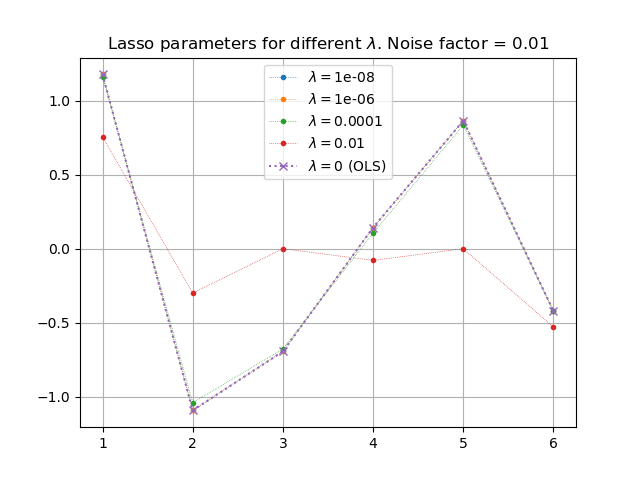 Lasso parameters for different λ. Noise factor = 0.01
λ = 1e-08
λ = 1e-06
λ = 0.0001
λ = 0.01
λ = 0 (OLS)
1.0
0.5
0.0
−0.5
−1.0
1 2 3 4 5 6